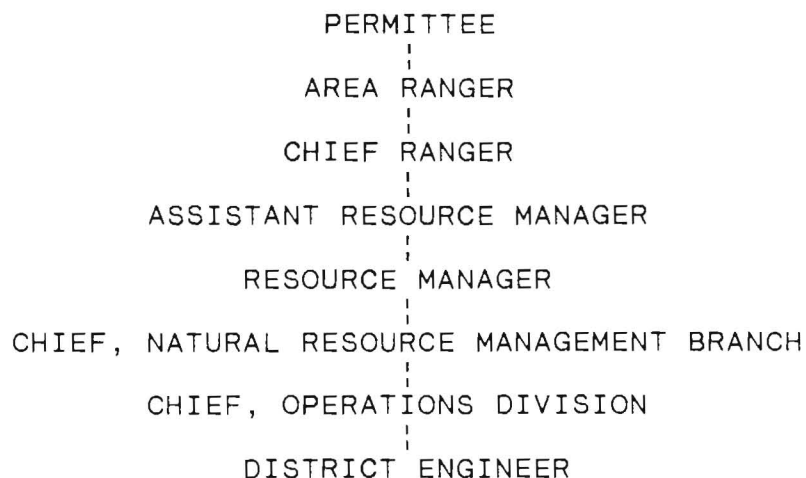 PERMITTEE
AREA RANGER
CHIEF RANGER
ASSISTANT RESOURCE MANAGER
RESOURCE MANAGER
CHIEF, NATURAL RESOURCE MANAGEMENT BRANCH
CHIEF, OPERATIONS DIVISION
DISTRICT ENGINEER